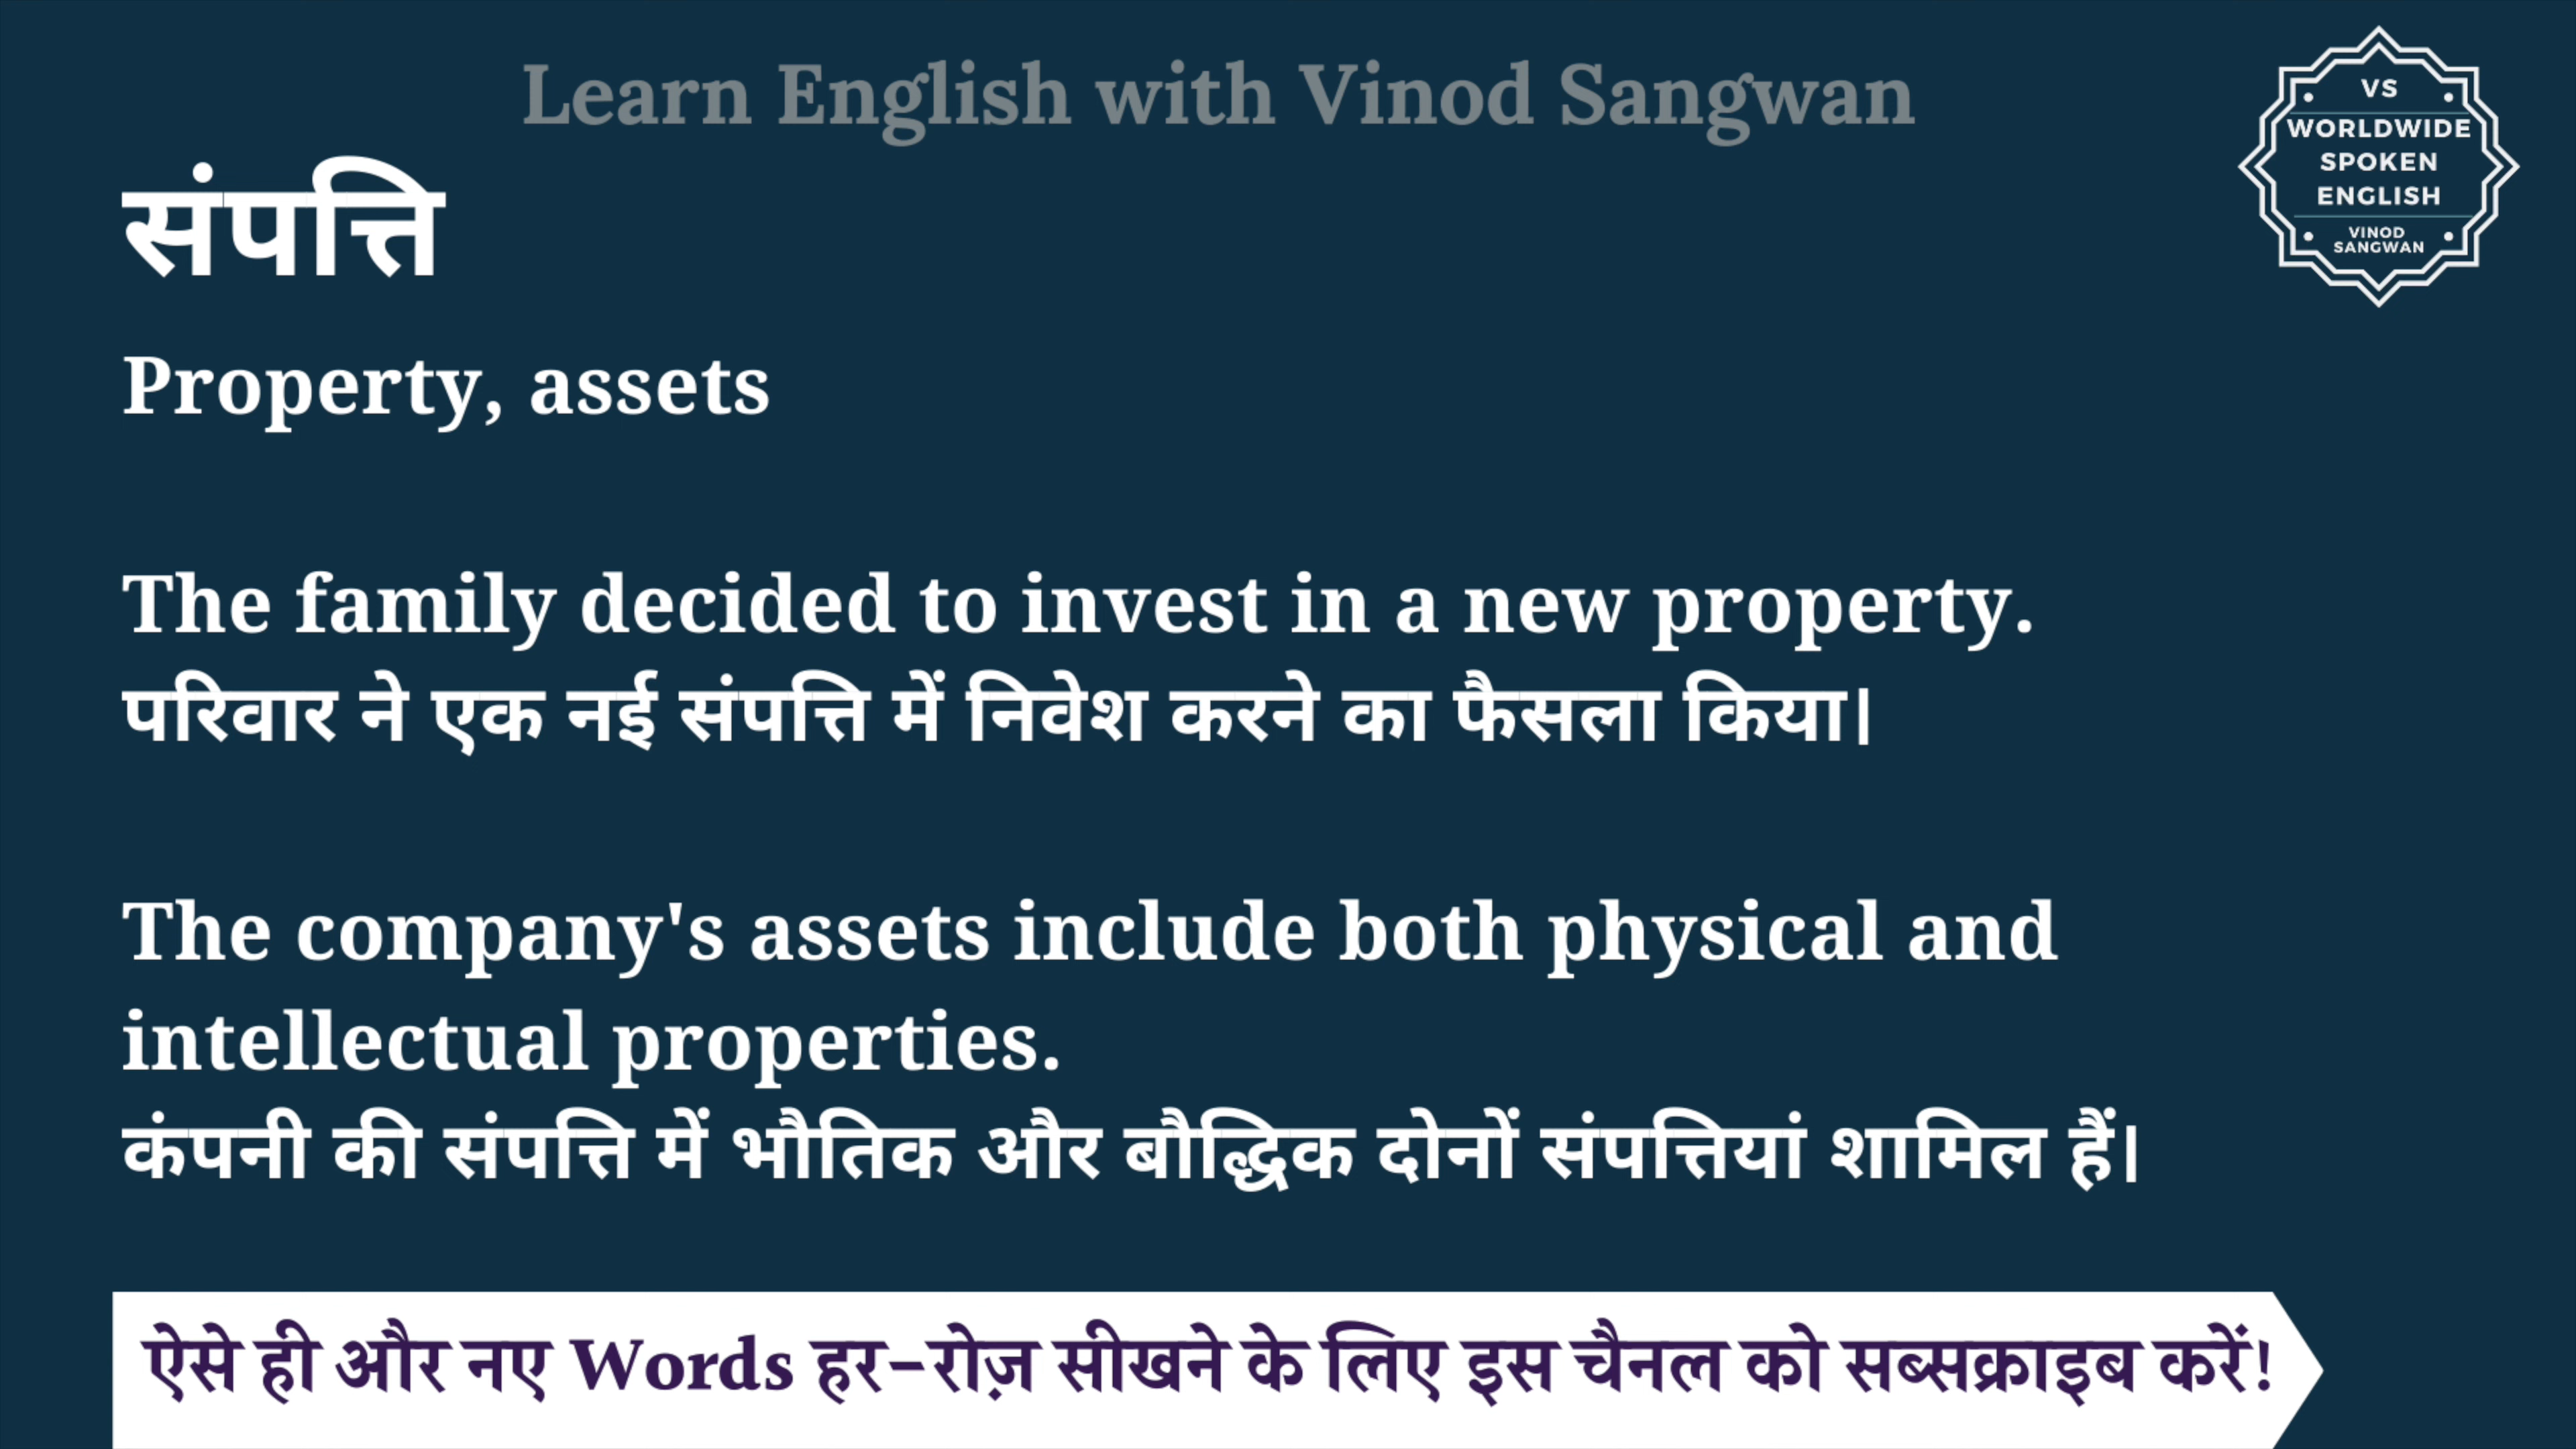 Learn English with Vinod Sangwan
VS
WORLDWIDE
SPOKEN
ENGLISH
VINOD
SANGWAN
संपत्ति
Property, assets
The family decided to invest in a new property.
परिवार ने एक नई संपत्ति में निवेश करने का फैसला किया।
The company's assets include both physical and
intellectual properties.
कंपनी की संपत्ति में भौतिक और बौद्धिक दोनों संपत्तियां शामिल हैं।
ऐसे ही और नए Words हर-रोज़ सीखने के लिए इस चैनल को सब्सक्राइब करें!